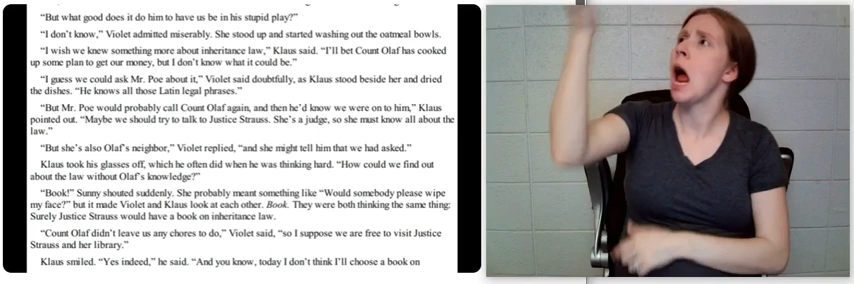 “But what good does it do him to have us be in his stupid play?”
“I don’t know,” Violet admitted miserably. She stood up and started washing out the oatmeal bowls.
“I wish we knew something more about inheritance law,” Klaus said. “I’ll bet Count Olaf has cooked
up some plan to get our money, but I don’t know what it could be.”
“I guess we could ask Mr. Poe about it,” Violet said doubtfully, as Klaus stood beside her and dried
the dishes. “He knows all those Latin legal phrases.”
“But Mr. Poe would probably call Count Olaf again, and then he’d know we were on to him,” Klaus
pointed out. “Maybe we should try to talk to Justice Strauss. She’s a judge, so she must know all about the
law.”
“But she’s also Olaf’s neighbor,” Violet replied, “and she might tell him that we had asked.”
Klaus took his glasses off, which he often did when he was thinking hard. “How could we find out
about the law without Olaf’s knowledge?”
“Book!” Sunny shouted suddenly. She probably meant something like “Would somebody please wipe
my face?” but it made Violet and Klaus look at each other. Book. They were both thinking the same thing:
Surely Justice Strauss would have a book on inheritance law.
“Count Olaf didn’t leave us any chores to do,” Violet said, “so I suppose we are free to visit Justice
Strauss and her library.”
Klaus smiled. “Yes indeed,” he said. “And you know, today I don’t think I’ll choose a book on